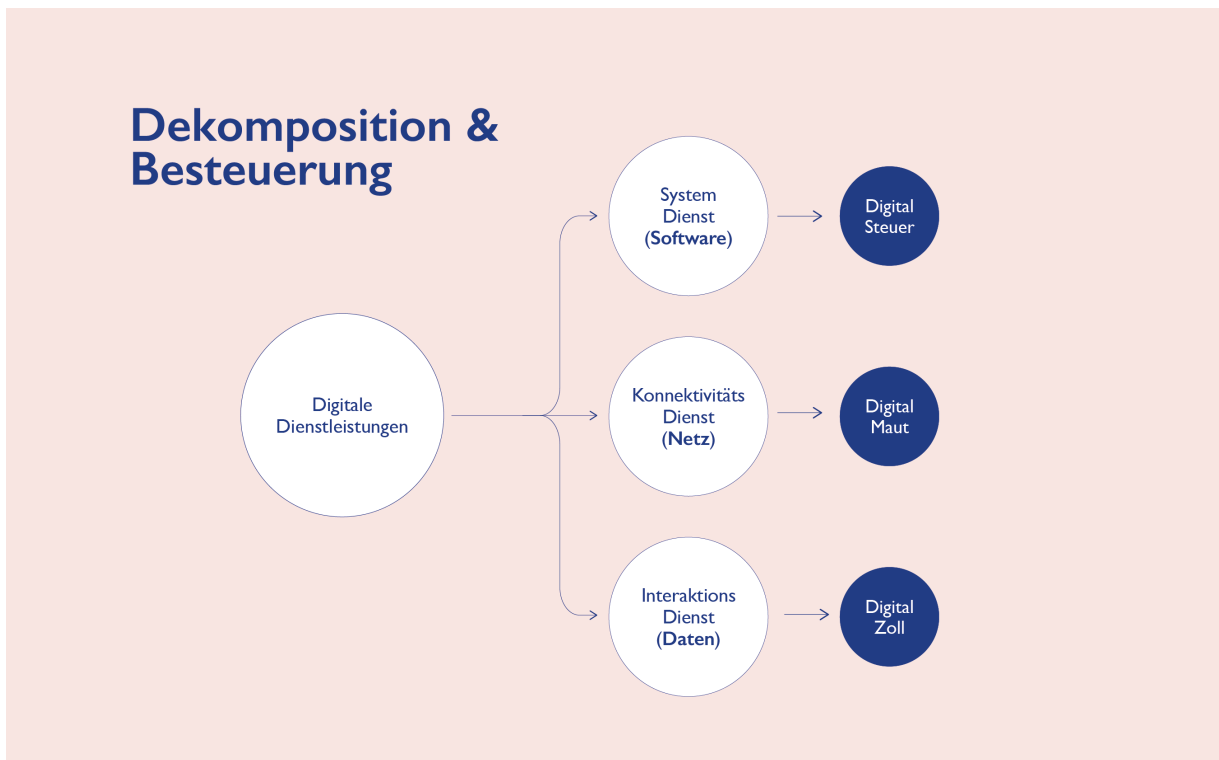 Dekomposition &
Besteuerung
Digitale
Dienstleistungen
System
Dienst
(Software)
Digital
Steuer
Konnektivitäts
Dienst
(Netz)
Digital
Maut
Interaktions
Dienst
(Daten)
Digital
Zoll